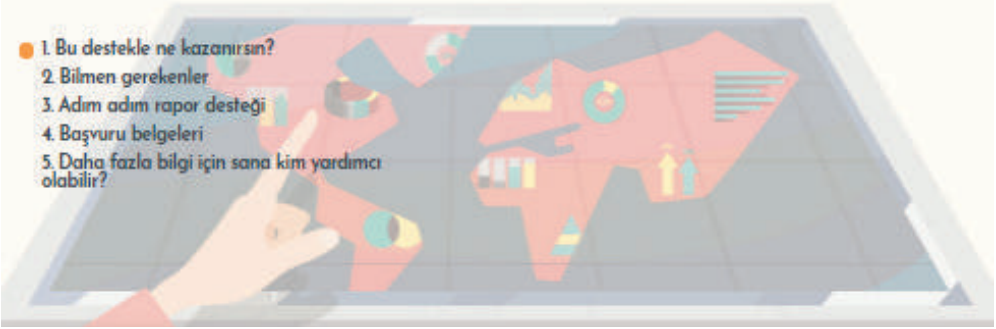 1. Bu destekle ne kazanırsın?
2. Bilmen gerekenler
3. Adım adım rapor desteği
4. Başvuru belgeleri
5. Daha fazla bilgi için sana kim yardımcı
olabilir?